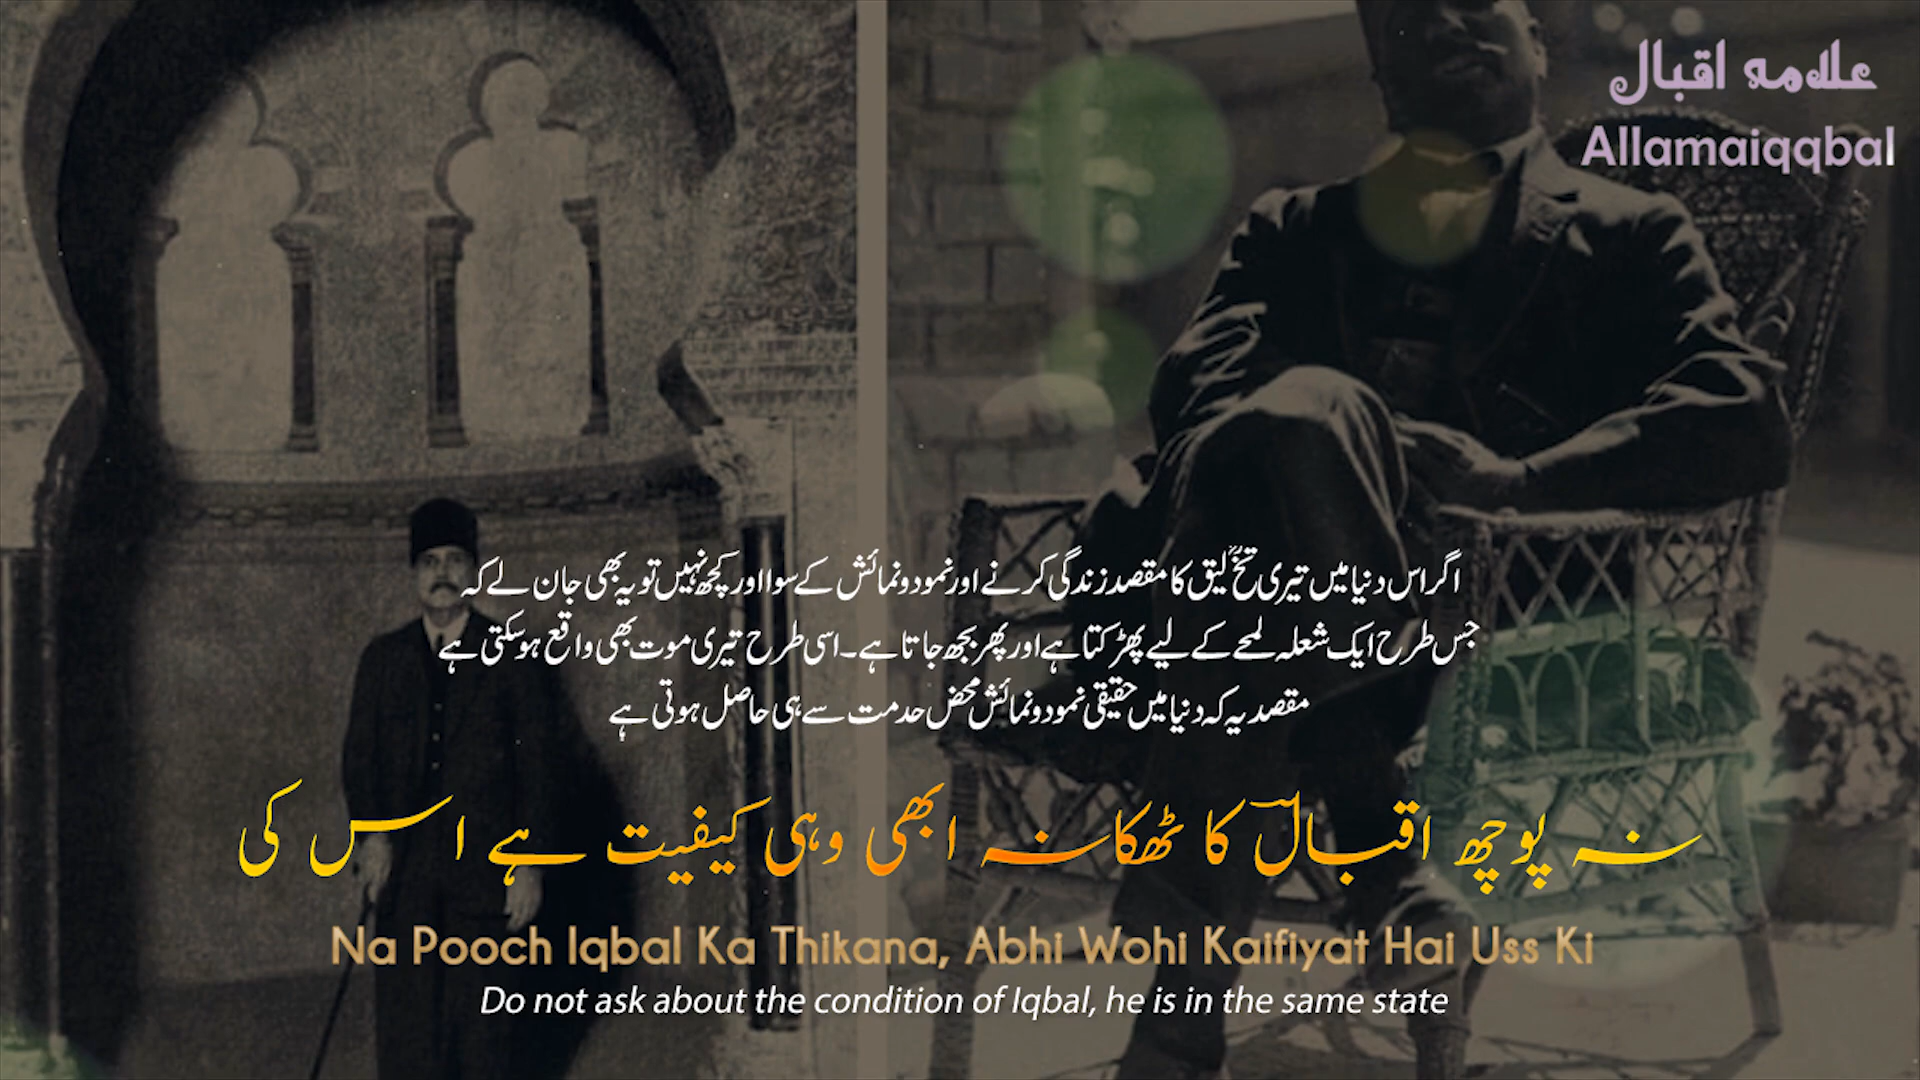 علامہ اقبال
Allamaiqqbal
اگر اس دنیا میں تیری تخلیق کا مقصد زندگی کرنے اور نمود و نمائش کے سوا اور کچھ نہیں تو یہ بھی جان لے کہ
جس طرح ایک شعلہ لمحے کے لیے پھڑکتا ہے اور پھر بجھ جاتا ہے۔ اسی طرح تیری موت بھی واقع ہو سکتی ہے
مقصد یہ کہ دنیا میں حقیقی نمود و نمائش محض خدمت سے ہی حاصل ہوتی ہے
نہ پوچھ اقبالؔ کا ٹھکانہ ابھی وہی کیفیت ہے اس کی
Na Pooch Iqbal Ka Thikana, Abhi Wohi Kaifiyat Hai Uss Ki
Do not ask about the condition of Iqbal, he is in the same state